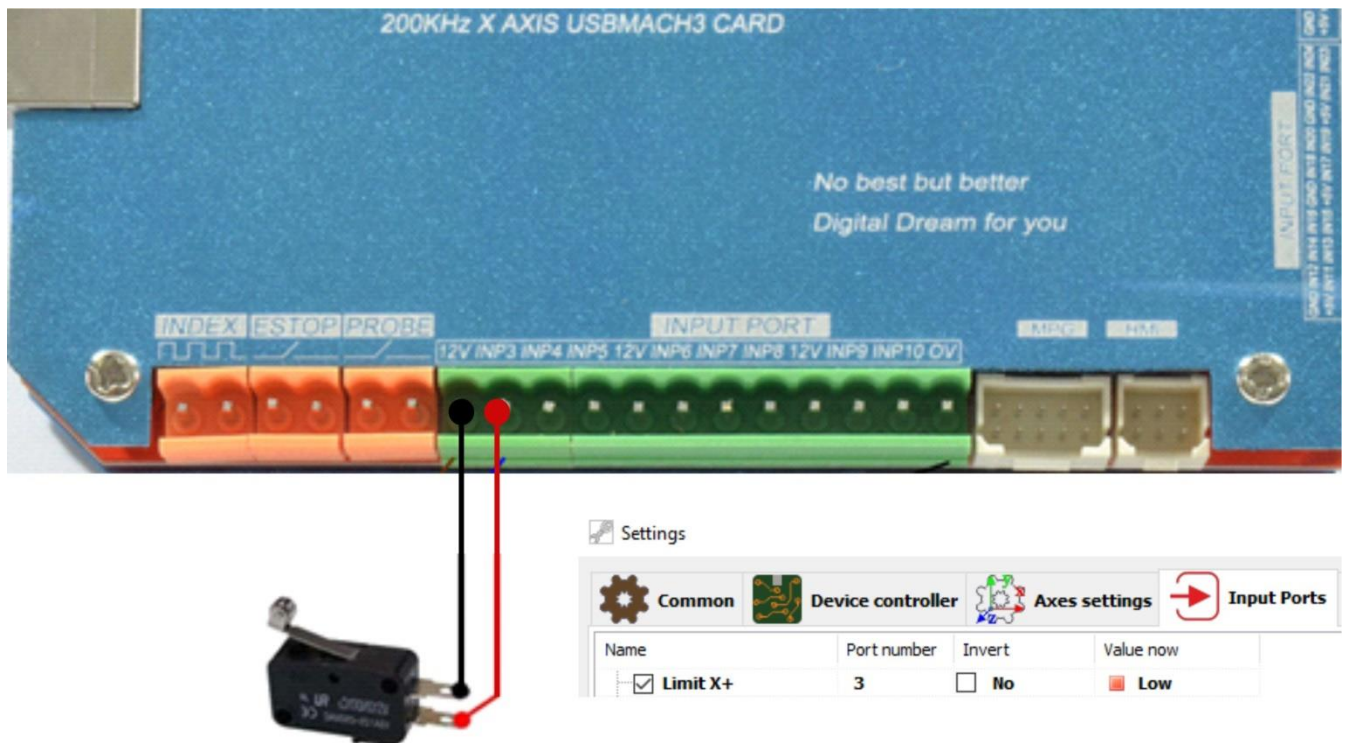 200KHz X AXIS USBMACH3 CARD
No best but better
Digital Dream for you
INPUT PORT
INDEX ESTOP PROBE INPUT PORT MPG HMI
12V INP3 INP4 INP5 12V INP6 INP7 INP8 12V INP9 INP10 OV
Settings
Common Device controller Axes settings Input Ports
Name Port number Invert Value now
Limit X+ 3 No Low